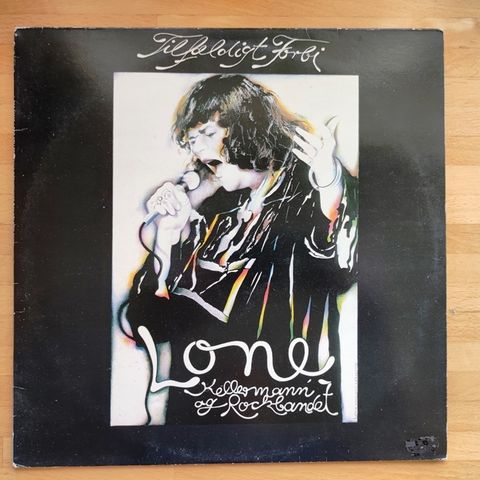 Tilfældigt Forbi
Lone
Kellermann
og Rockbandet